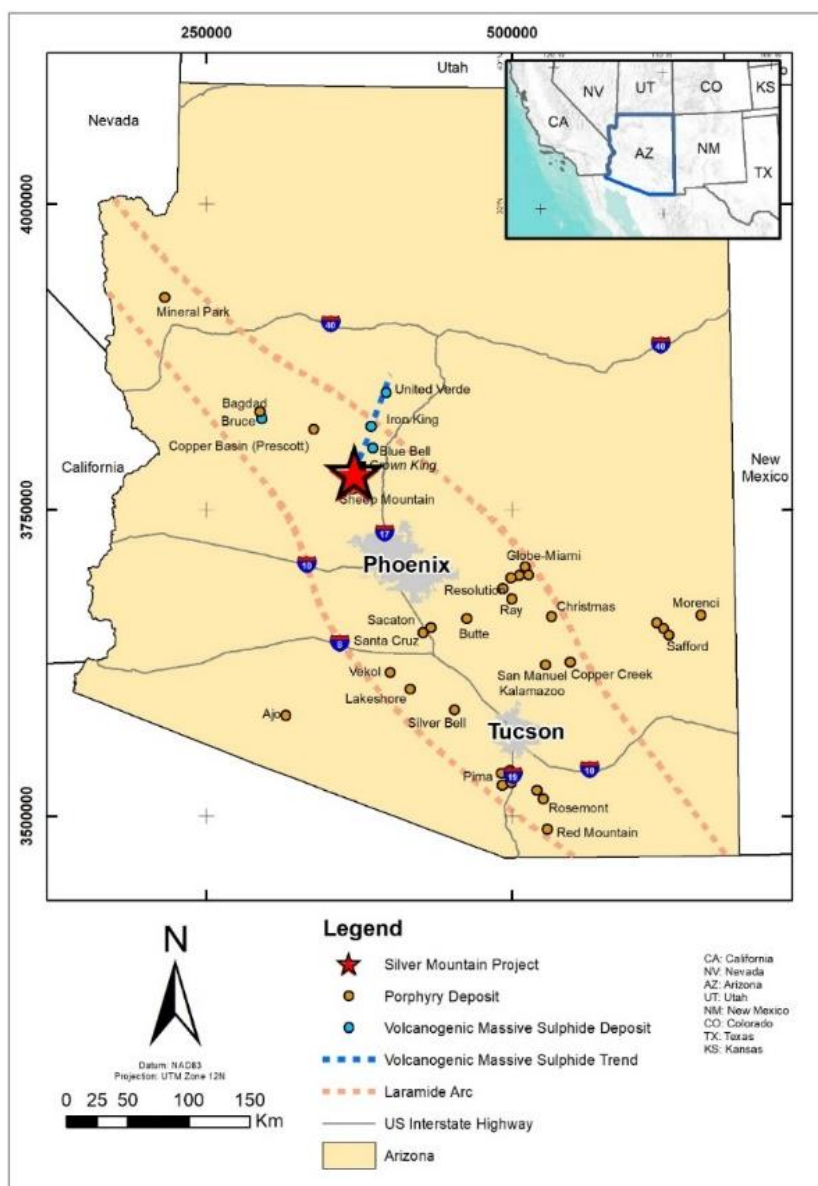 250000 500000
Utah
Nevada
NV
UT
CO
KS
CA
AZ
NM
TX
4000000
Mineral Park
40
40
United Verde
Bagdad
Bruce
Iron King
Copper Basin (Prescott)
Blue Bell
Crown King
California
New
Mexico
Sheep Mountain
3750000
17
Phoenix
10
Globe-Miami
Resolution
Ray
Christmas
Morenci
Sacaton
Butte
Santa Cruz
Safford
8
San Manuel
Copper Creek
Kalamazoo
Vekol
Lakeshore
Silver Bell
Ajo
Tucson
Pima
19
10
Rosemont
3500000
Red Mountain
Legend
N
Silver Mountain Project
Porphyry Deposit
Volcanogenic Massive Sulphide Deposit
Volcanogenic Massive Sulphide Trend
Laramide Arc
US Interstate Highway
Arizona
CA: California
NV: Nevada
AZ: Arizona
UT: Utah
NM: New Mexico
CO: Colorado
TX: Texas
KS: Kansas
Datum: NAD83
Projection: UTM Zone 12N
0 25 50 100 150
Km